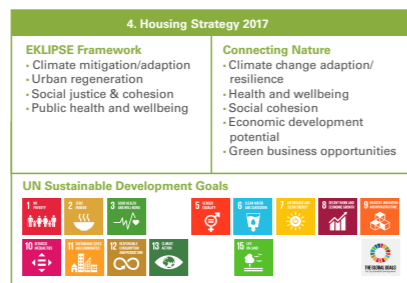 4. Housing Strategy 2017
EKLIPSE Framework
• Climate mitigation/adaption
• Urban regeneration
• Social justice & cohesion
• Public health and wellbeing
Connecting Nature
• Climate change adaption/
resilience
• Health and wellbeing
• Social cohesion
• Economic development
potential
• Green business opportunities
UN Sustainable Development Goals
1 NO
POVERTY
2 ZERO
HUNGER
3 GOOD HEALTH
AND WELL-BEING
5 GENDER
EQUALITY
6 CLEAN WATER
AND SANITATION
7 AFFORDABLE AND
CLEAN ENERGY
8 DECENT WORK AND
ECONOMIC GROWTH
9 INDUSTRY, INNOVATION
AND INFRASTRUCTURE
10 REDUCED
INEQUALITIES
11 SUSTAINABLE CITIES
AND COMMUNITIES
12 RESPONSIBLE
CONSUMPTION
AND PRODUCTION
13 CLIMATE
ACTION
15 LIFE
ON LAND
THE GLOBAL GOALS